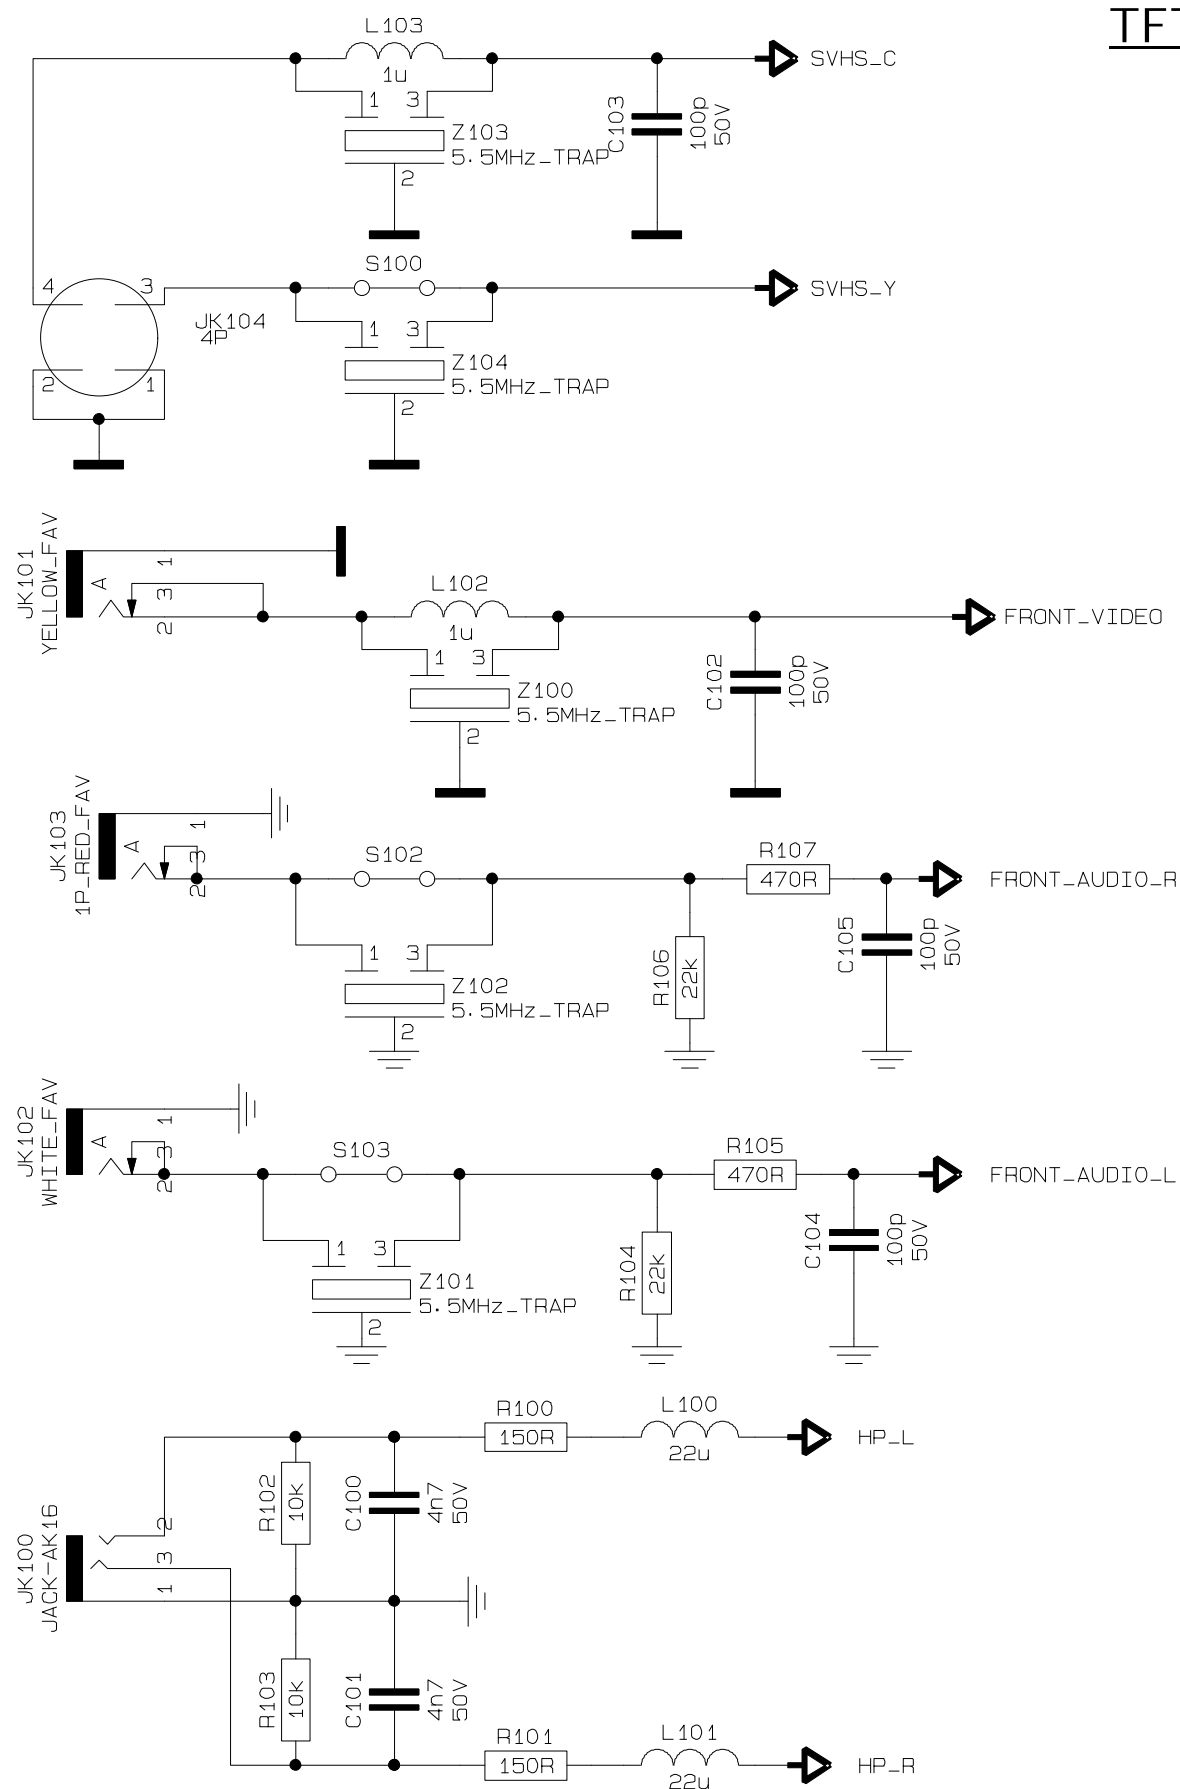 TFT
L103
1u
SVHS_C
1 3
Z103
5.5MHz_TRAP
2
C103
100p
50V
S100
SVHS_Y
4 3
JK104
4P
1 3
Z104
5.5MHz_TRAP
2
2 1
JK101
YELLOW_FAV
A
1
3
2
L102
1u
FRONT_VIDEO
1 3
Z100
5.5MHz_TRAP
2
C102
100p
50V
JK103
1P_RED_FAV
A
1
3
2
S102
R107
470R
FRONT_AUDIO_R
1 3
Z102
5.5MHz_TRAP
2
R106
22k
C105
100p
50V
JK102
WHITE_FAV
A
1
3
2
S103
R105
470R
FRONT_AUDIO_L
1 3
Z101
5.5MHz_TRAP
2
R104
22k
C104
100p
50V
R100
150R
L100
22u
HP_L
JK100
JACK-AK16
2
3
1
R102
10k
C100
4n7
50V
R103
10k
C101
4n7
50V
R101
150R
L101
22u
HP_R